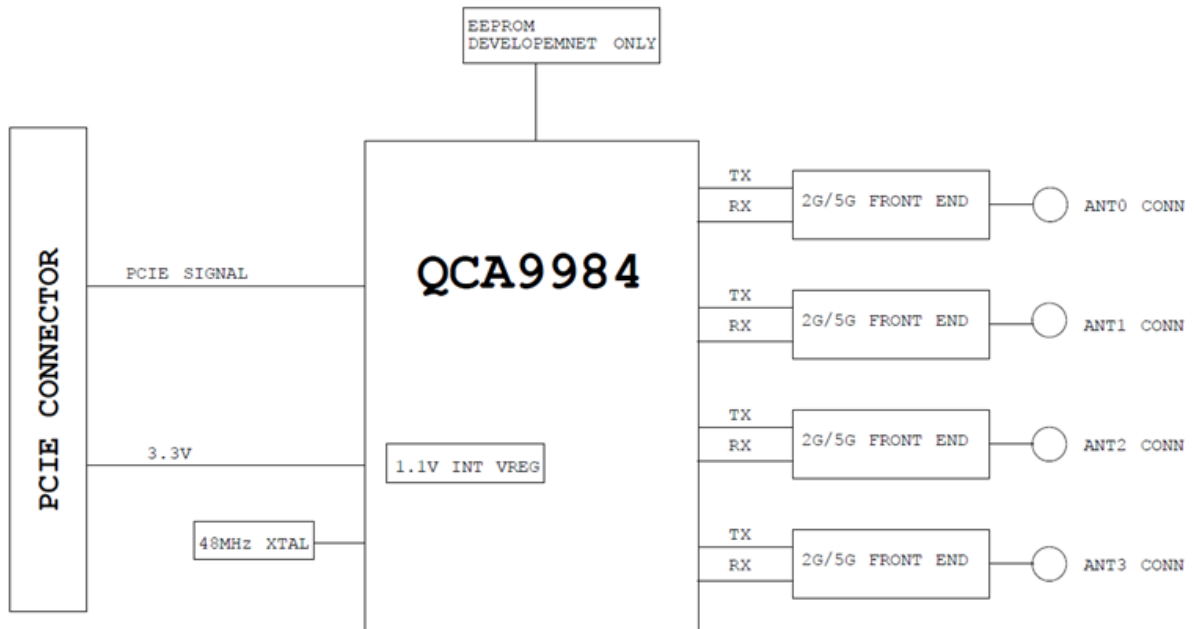 EEPROM
DEVELOPEMNET ONLY
PCIE CONNECTOR
PCIE SIGNAL
3.3V
48MHz XTAL
QCA9984
1.1V INT VREG
TX
RX
2G/5G FRONT END
ANT0 CONN
TX
RX
2G/5G FRONT END
ANT1 CONN
TX
RX
2G/5G FRONT END
ANT2 CONN
TX
RX
2G/5G FRONT END
ANT3 CONN